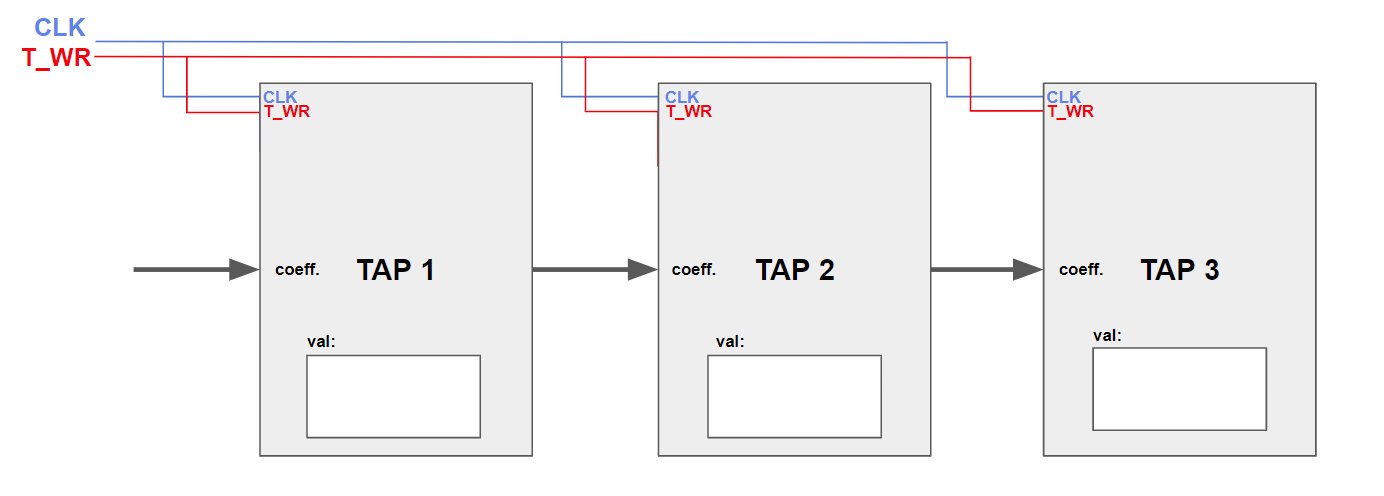 CLK
T_WR
CLK
T_WR
coeff.
TAP 1
val:
CLK
T_WR
coeff.
TAP 2
val:
CLK
T_WR
coeff.
TAP 3
val: